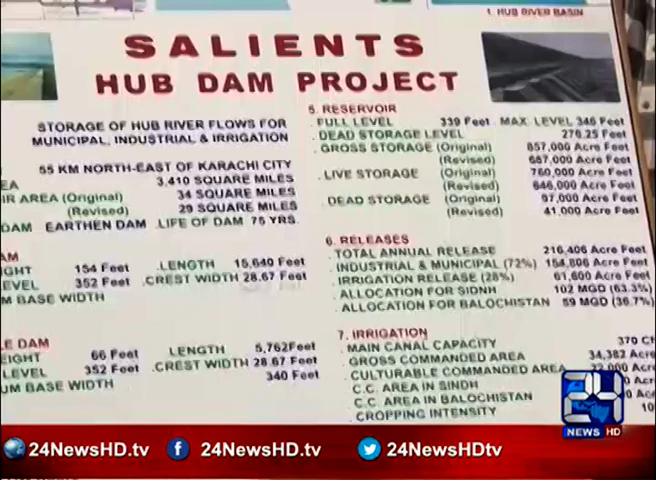 1. HUB RIVER BASIN
SALIENTS
HUB DAM PROJECT
STORAGE OF HUB RIVER FLOWS FOR
MUNICIPAL, INDUSTRIAL & IRRIGATION
55 KM NORTH-EAST OF KARACHI CITY
EA 3,410 SQUARE MILES
IR AREA (Original) 34 SQUARE MILES
(Revised) 29 SQUARE MILES
DAM EARTHEN DAM .LIFE OF DAM 75 YRS.
AM
IGHT 154 Feet .LENGTH 15,640 Feet
EVEL 352 Feet .CREST WIDTH 28.67 Feet
M BASE WIDTH
LE DAM
EIGHT 66 Feet LENGTH 5,762Feet
LEVEL 352 Feet .CREST WIDTH 28.67 Feet
UM BASE WIDTH 340 Feet
5. RESERVOIR
. FULL LEVEL 339 Feet . MAX. LEVEL 346 Feet
. DEAD STORAGE LEVEL 276.25 Feet
. GROSS STORAGE (Original) 857,000 Acre Feet
(Revised) 687,000 Acre Feet
. LIVE STORAGE (Original) 760,000 Acre Feet
(Revised) 646,000 Acre Feet
. DEAD STORAGE (Original) 97,000 Acre Feet
(Revised) 41,000 Acre Feet
6. RELEASES
. TOTAL ANNUAL RELEASE 216,406 Acre Feet
. INDUSTRIAL & MUNICIPAL (72%) 154,806 Acre Feet
. IRRIGATION RELEASE (28%) 61,600 Acre Feet
. ALLOCATION FOR SIDNH 102 MGD (63.3%)
. ALLOCATION FOR BALOCHISTAN 59 MGD (36.7%)
7. IRRIGATION
. MAIN CANAL CAPACITY 370
. GROSS COMMANDED AREA 34,382 Acre
. CULTURABLE COMMANDED AREA
. C.C. AREA IN SINDH
. C.C. AREA IN BALOCHISTAN
. CROPPING INTENSITY
24
NEWS HD
24NewsHD.tv 24NewsHD.tv 24NewsHDtv